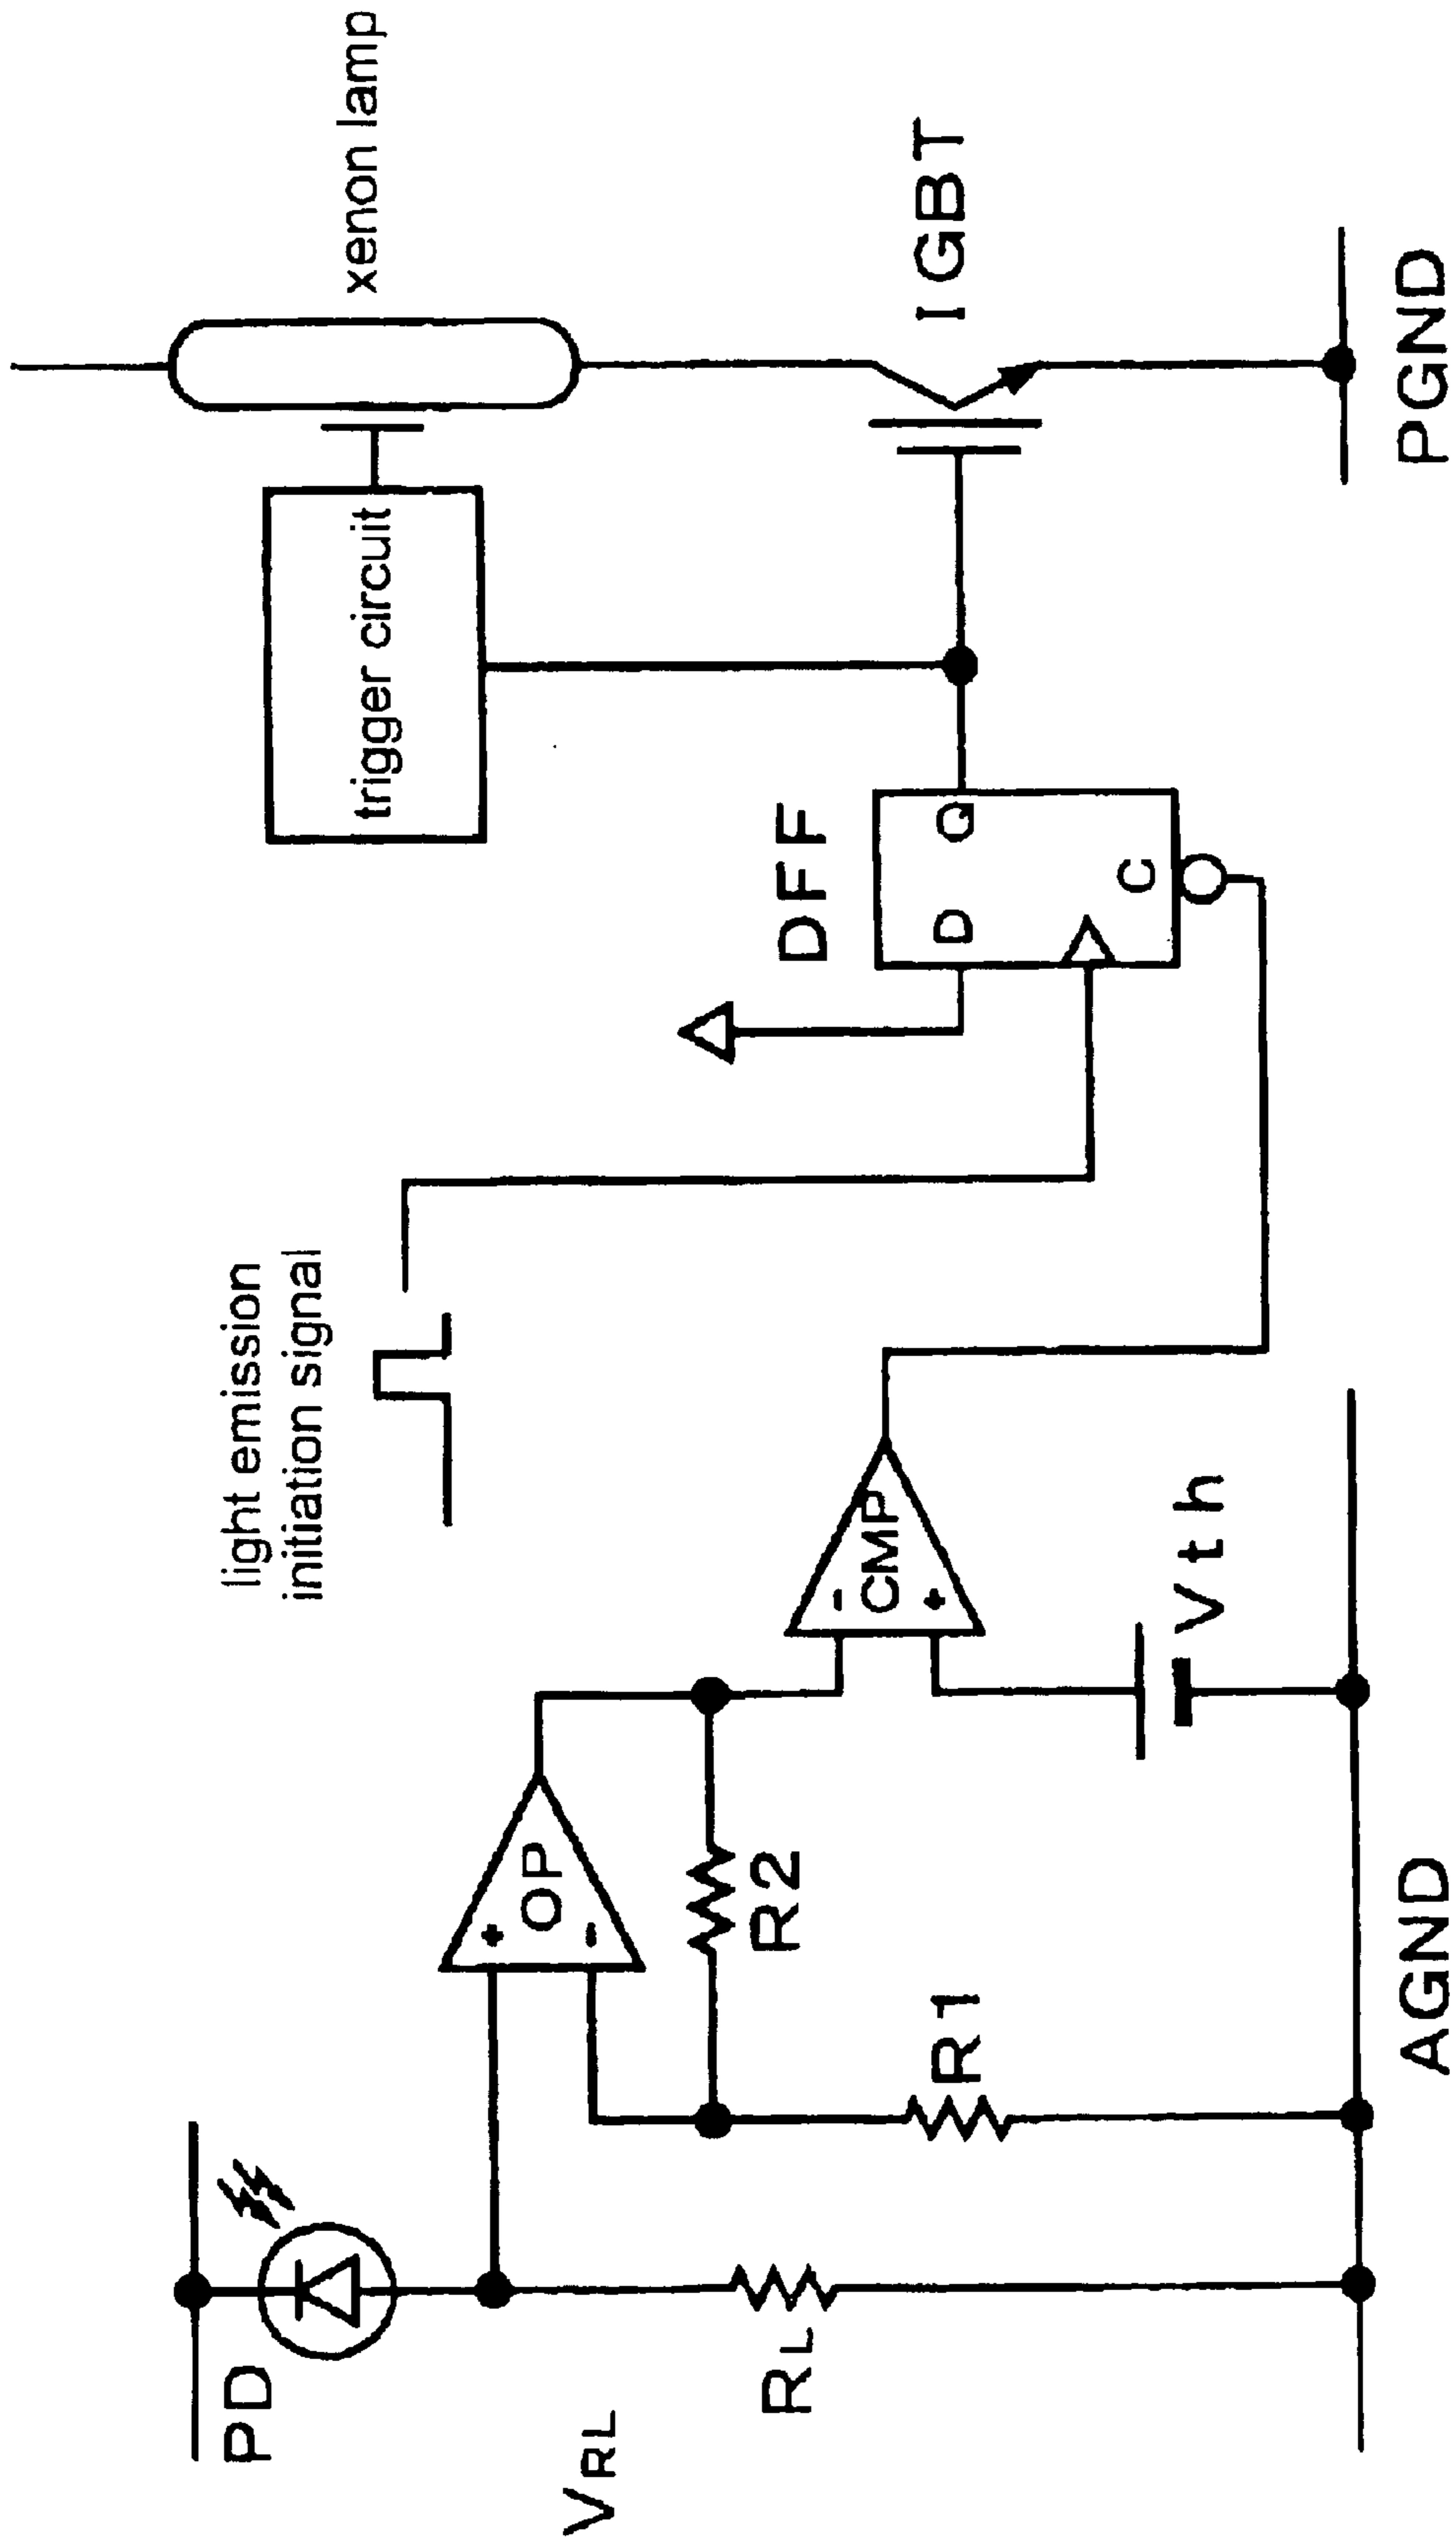 light emission
initiation signal
trigger circuit
xenon lamp
PD
VRL
RL
+
OP
-
R2
R1
-
CMP
+
Vth
DFF
D
Q
C
IGBT
AGND
PGND